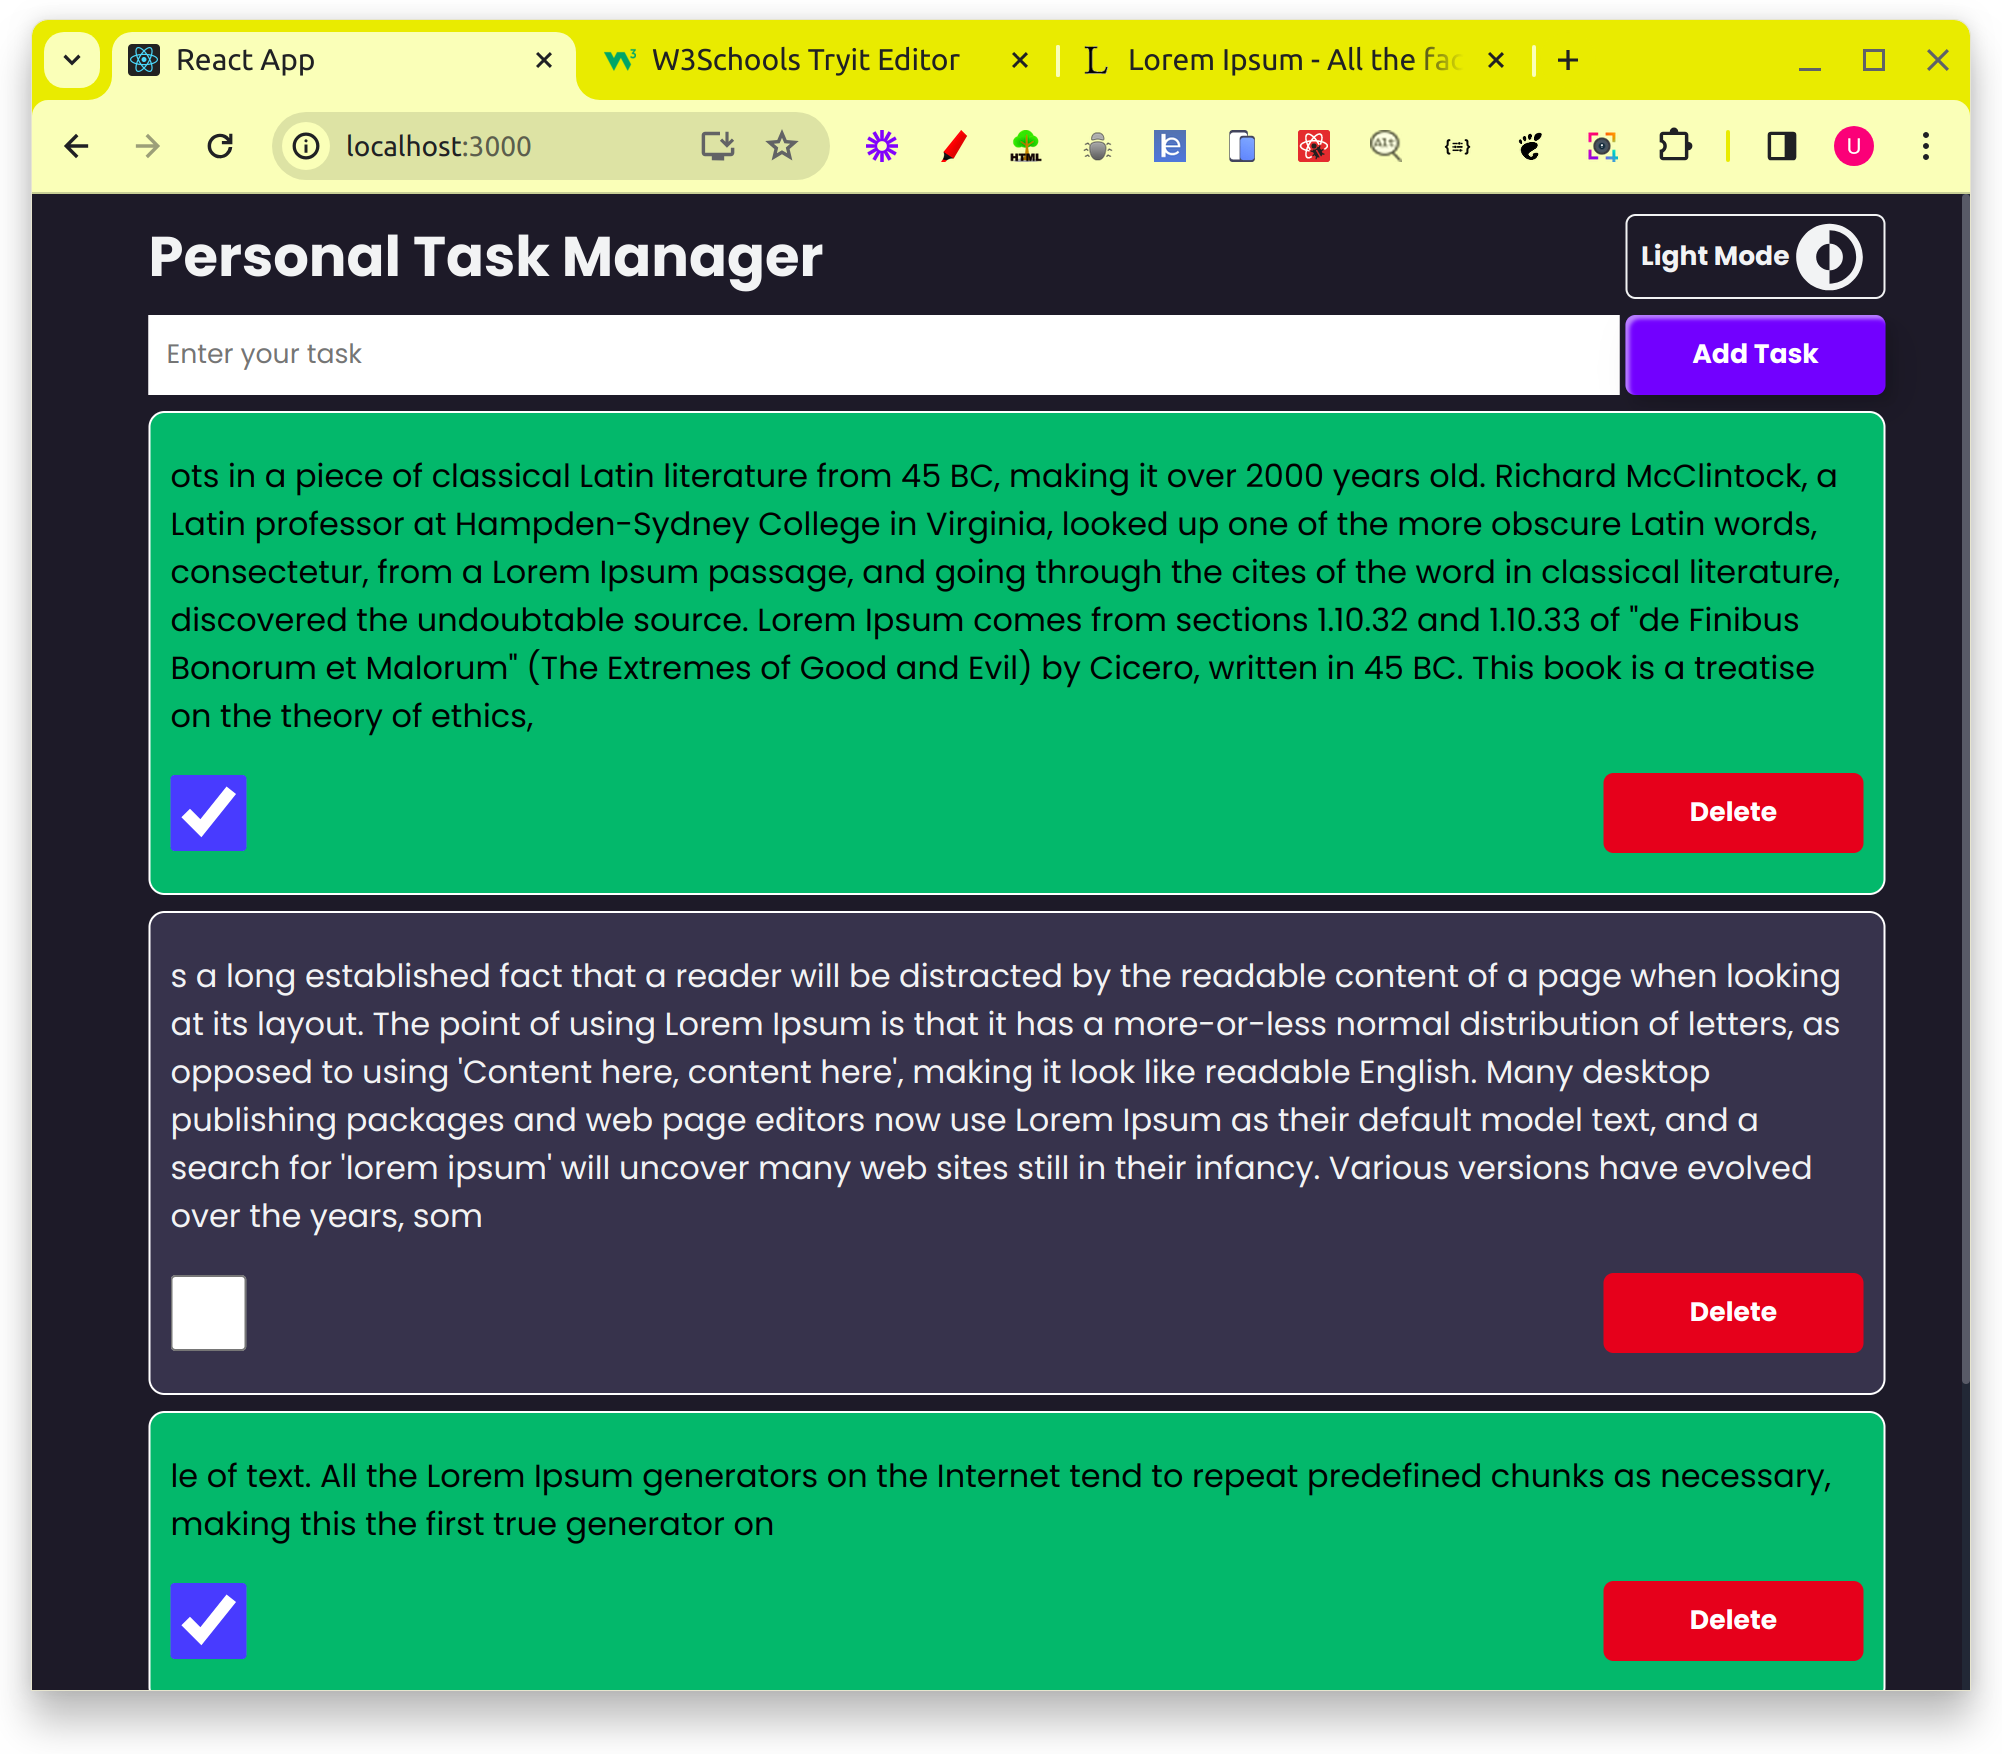 React App
W3Schools Tryit Editor
Lorem Ipsum - All the fac
localhost:3000
HTML
Alt
U
Personal Task Manager
Light Mode
Enter your task
Add Task
ots in a piece of classical Latin literature from 45 BC, making it over 2000 years old. Richard McClintock, a
Latin professor at Hampden-Sydney College in Virginia, looked up one of the more obscure Latin words,
consectetur, from a Lorem Ipsum passage, and going through the cites of the word in classical literature,
discovered the undoubtable source. Lorem Ipsum comes from sections 1.10.32 and 1.10.33 of "de Finibus
Bonorum et Malorum" (The Extremes of Good and Evil) by Cicero, written in 45 BC. This book is a treatise
on the theory of ethics,
Delete
s a long established fact that a reader will be distracted by the readable content of a page when looking
at its layout. The point of using Lorem Ipsum is that it has a more-or-less normal distribution of letters, as
opposed to using 'Content here, content here', making it look like readable English. Many desktop
publishing packages and web page editors now use Lorem Ipsum as their default model text, and a
search for 'lorem ipsum' will uncover many web sites still in their infancy. Various versions have evolved
over the years, som
Delete
le of text. All the Lorem Ipsum generators on the Internet tend to repeat predefined chunks as necessary,
making this the first true generator on
Delete